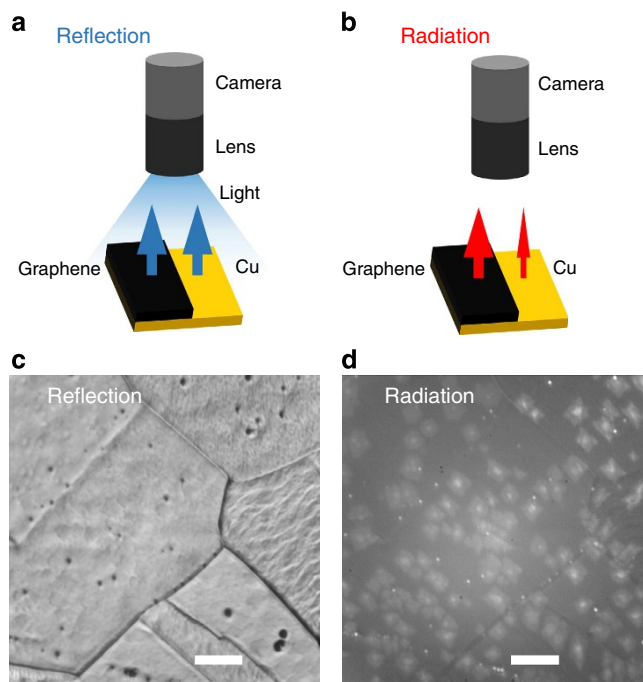 a
Reflection
Camera
Lens
Light
Graphene
Cu
b
Radiation
Camera
Lens
Graphene
Cu
c
Reflection
d
Radiation